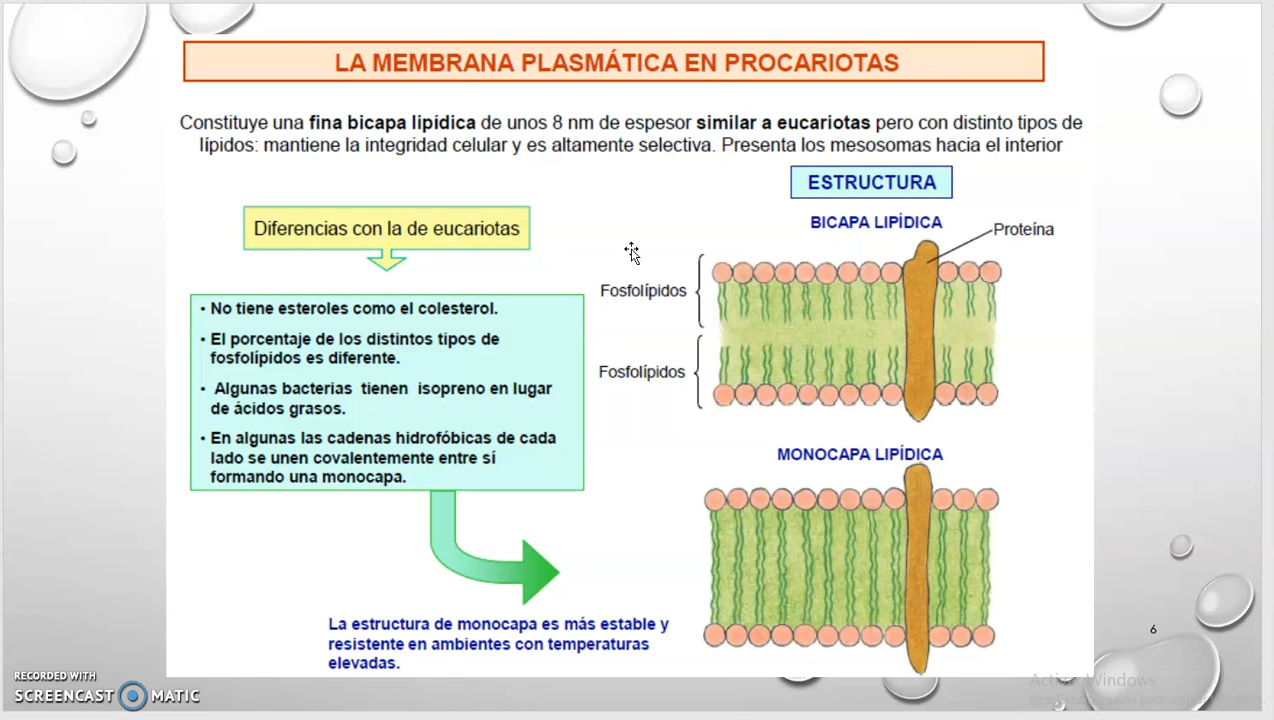 LA MEMBRANA PLASMÁTICA EN PROCARIOTAS
Constituye una fina bicapa lipídica de unos 8 nm de espesor similar a eucariotas pero con distinto tipos de
lípidos: mantiene la integridad celular y es altamente selectiva. Presenta los mesosomas hacia el interior
ESTRUCTURA
Diferencias con la de eucariotas
BICAPA LIPÍDICA
Proteína
Fosfolípidos
Fosfolípidos
• No tiene esteroles como el colesterol.
• El porcentaje de los distintos tipos de
fosfolípidos es diferente.
• Algunas bacterias tienen isopreno en lugar
de ácidos grasos.
• En algunas las cadenas hidrofóbicas de cada
lado se unen covalentemente entre sí
formando una monocapa.
MONOCAPA LIPÍDICA
La estructura de monocapa es más estable y
resistente en ambientes con temperaturas
elevadas.
6
RECORDED WITH
SCREENCAST MATIC
Windows